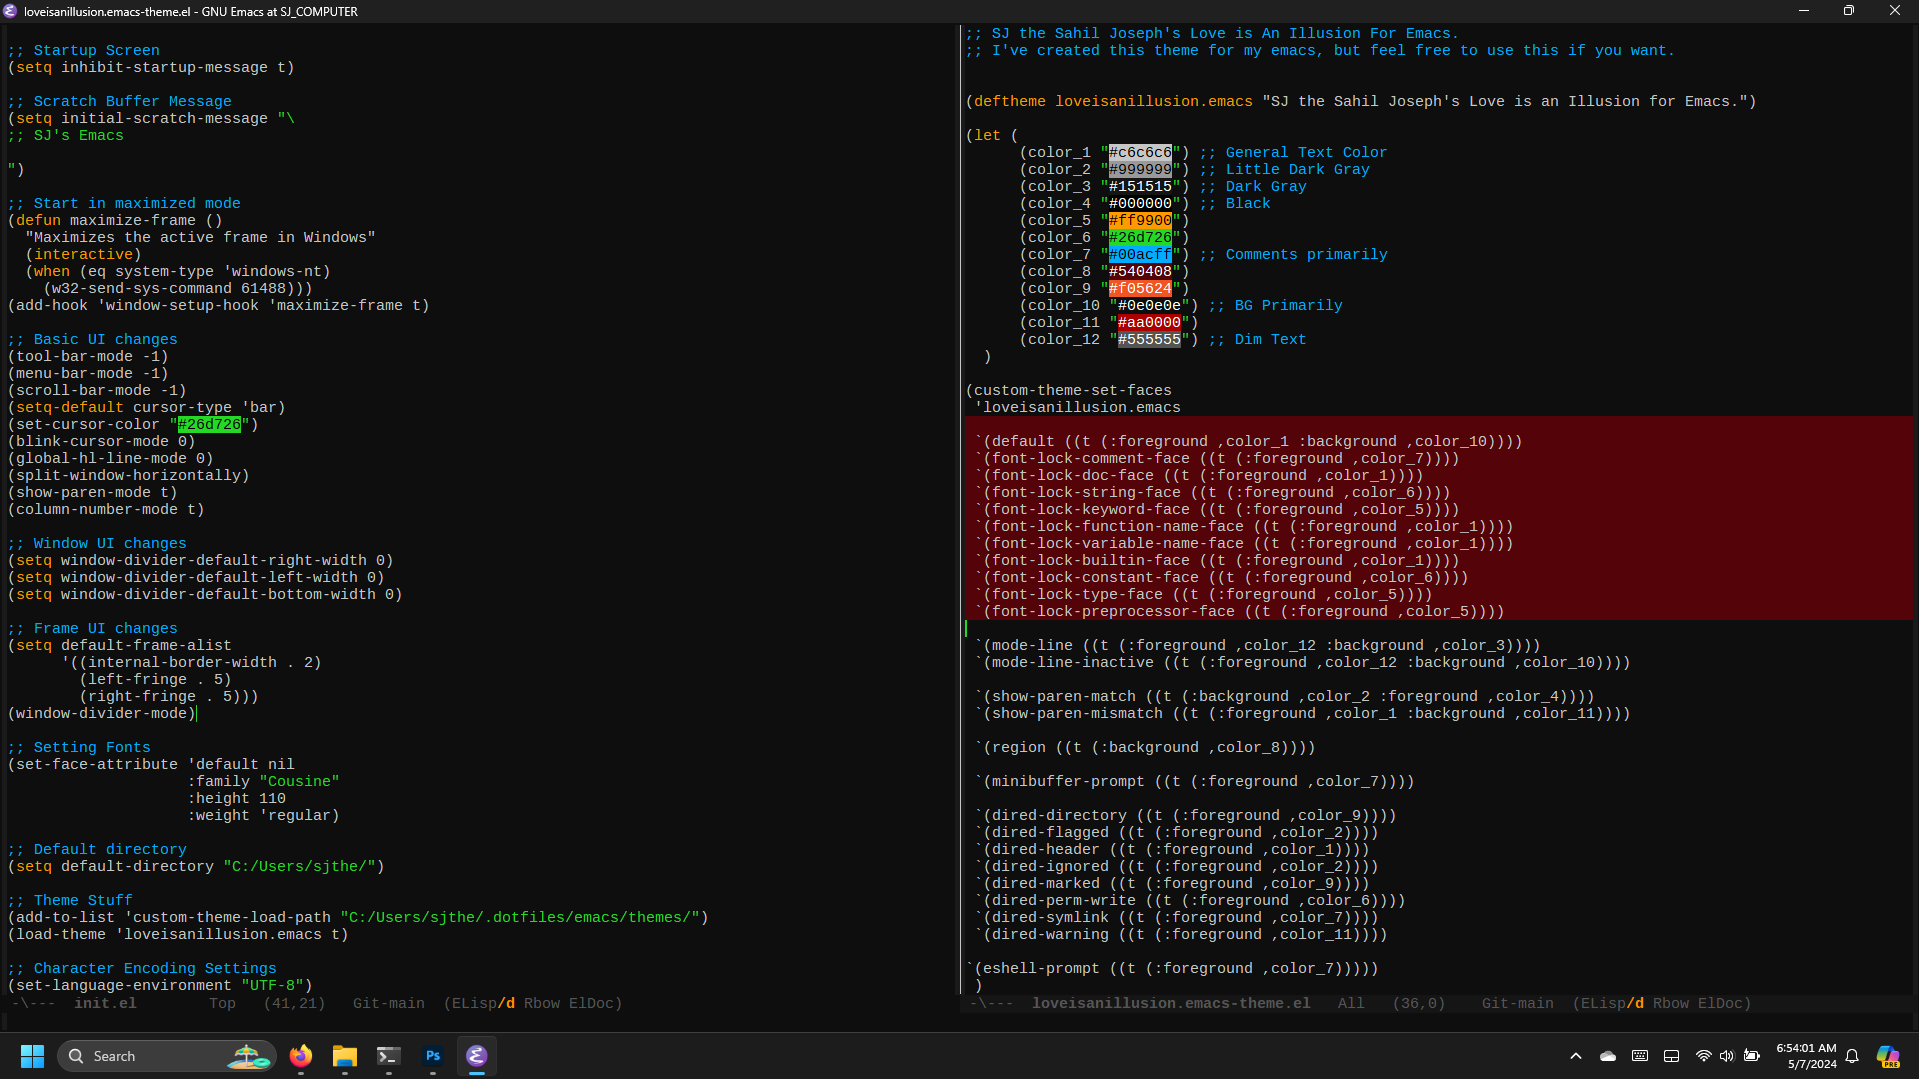 loveisanillusion.emacs-theme.el - GNU Emacs at SJ_COMPUTER
;; Startup Screen
(setq inhibit-startup-message t)
;; Scratch Buffer Message
(setq initial-scratch-message "\
;; SJ's Emacs
")
;; Start in maximized mode
(defun maximize-frame ()
  "Maximizes the active frame in Windows"
  (interactive)
  (when (eq system-type 'windows-nt)
    (w32-send-sys-command 61488)))
(add-hook 'window-setup-hook 'maximize-frame t)
;; Basic UI changes
(tool-bar-mode -1)
(menu-bar-mode -1)
(scroll-bar-mode -1)
(setq-default cursor-type 'bar)
(set-cursor-color "#26d726")
(blink-cursor-mode 0)
(global-hl-line-mode 0)
(split-window-horizontally)
(show-paren-mode t)
(column-number-mode t)
;; Window UI changes
(setq window-divider-default-right-width 0)
(setq window-divider-default-left-width 0)
(setq window-divider-default-bottom-width 0)
;; Frame UI changes
(setq default-frame-alist
      '((internal-border-width . 2)
        (left-fringe . 5)
        (right-fringe . 5)))
(window-divider-mode)
;; Setting Fonts
(set-face-attribute 'default nil
                    :family "Cousine"
                    :height 110
                    :weight 'regular)
;; Default directory
(setq default-directory "C:/Users/sjthe/")
;; Theme Stuff
(add-to-list 'custom-theme-load-path "C:/Users/sjthe/.dotfiles/emacs/themes/")
(load-theme 'loveisanillusion.emacs t)
;; Character Encoding Settings
(set-language-environment "UTF-8")
-\--- init.el Top (41,21) Git-main (ELisp/d Rbow ElDoc)
;; SJ the Sahil Joseph's Love is An Illusion For Emacs.
;; I've created this theme for my emacs, but feel free to use this if you want.
(deftheme loveisanillusion.emacs "SJ the Sahil Joseph's Love is an Illusion for Emacs.")
(let (
      (color_1 "#c6c6c6") ;; General Text Color
      (color_2 "#999999") ;; Little Dark Gray
      (color_3 "#151515") ;; Dark Gray
      (color_4 "#000000") ;; Black
      (color_5 "#ff9900")
      (color_6 "#26d726")
      (color_7 "#00acff") ;; Comments primarily
      (color_8 "#540408")
      (color_9 "#f05624")
      (color_10 "#0e0e0e") ;; BG Primarily
      (color_11 "#aa0000")
      (color_12 "#555555") ;; Dim Text
  )
(custom-theme-set-faces
 'loveisanillusion.emacs
 `(default ((t (:foreground ,color_1 :background ,color_10))))
 `(font-lock-comment-face ((t (:foreground ,color_7))))
 `(font-lock-doc-face ((t (:foreground ,color_1))))
 `(font-lock-string-face ((t (:foreground ,color_6))))
 `(font-lock-keyword-face ((t (:foreground ,color_5))))
 `(font-lock-function-name-face ((t (:foreground ,color_1))))
 `(font-lock-variable-name-face ((t (:foreground ,color_1))))
 `(font-lock-builtin-face ((t (:foreground ,color_1))))
 `(font-lock-constant-face ((t (:foreground ,color_6))))
 `(font-lock-type-face ((t (:foreground ,color_5))))
 `(font-lock-preprocessor-face ((t (:foreground ,color_5))))
 `(mode-line ((t (:foreground ,color_12 :background ,color_3))))
 `(mode-line-inactive ((t (:foreground ,color_12 :background ,color_10))))
 `(show-paren-match ((t (:background ,color_2 :foreground ,color_4))))
 `(show-paren-mismatch ((t (:foreground ,color_1 :background ,color_11))))
 `(region ((t (:background ,color_8))))
 `(minibuffer-prompt ((t (:foreground ,color_7))))
 `(dired-directory ((t (:foreground ,color_9))))
 `(dired-flagged ((t (:foreground ,color_2))))
 `(dired-header ((t (:foreground ,color_1))))
 `(dired-ignored ((t (:foreground ,color_2))))
 `(dired-marked ((t (:foreground ,color_9))))
 `(dired-perm-write ((t (:foreground ,color_6))))
 `(dired-symlink ((t (:foreground ,color_7))))
 `(dired-warning ((t (:foreground ,color_11))))
`(eshell-prompt ((t (:foreground ,color_7)))))
 )
-\--- loveisanillusion.emacs-theme.el All (36,0) Git-main (ELisp/d Rbow ElDoc)
Search
Ps
6:54:01 AM
5/7/2024
PRE